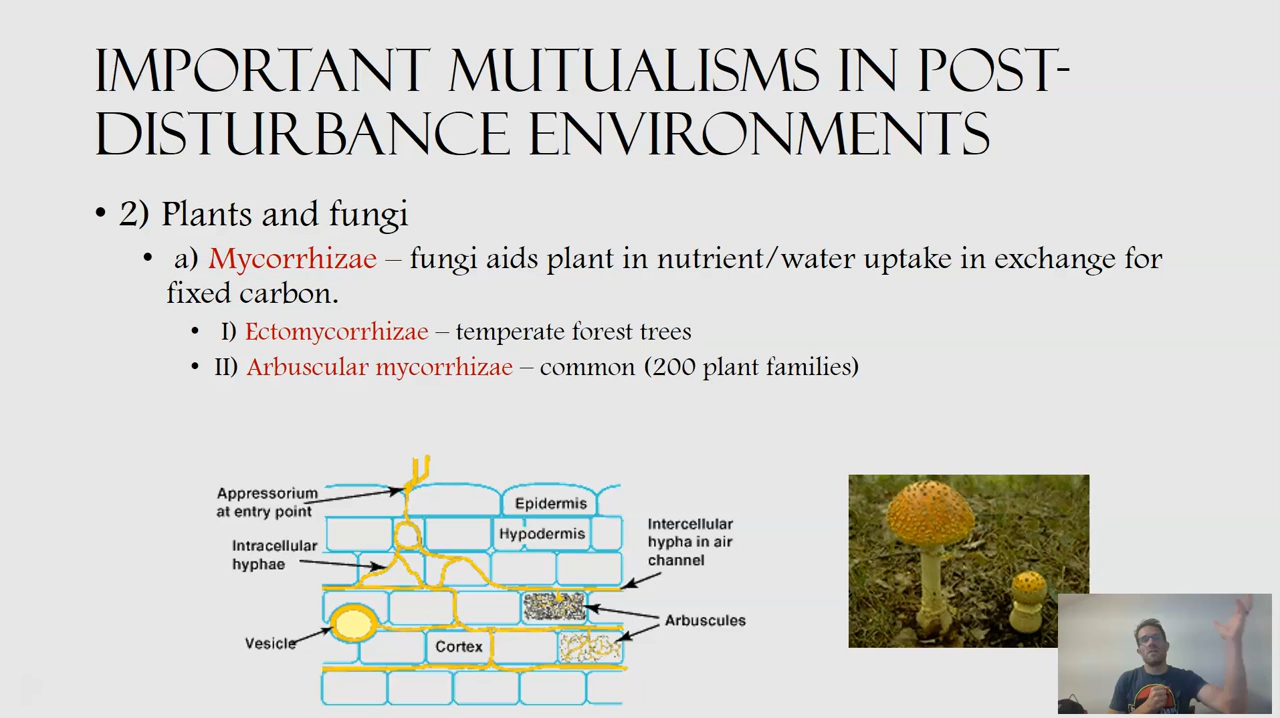 IMPORTANT MUTUALISMS IN POST-
DISTURBANCE ENVIRONMENTS
• 2) Plants and fungi
• a) Mycorrhizae – fungi aids plant in nutrient/water uptake in exchange for
fixed carbon.
• I) Ectomycorrhizae – temperate forest trees
• II) Arbuscular mycorrhizae – common (200 plant families)
Appressorium
at entry point
Epidermis
Hypodermis
Intracellular
hyphae
Intercellular
hypha in air
channel
Arbuscules
Vesicle
Cortex